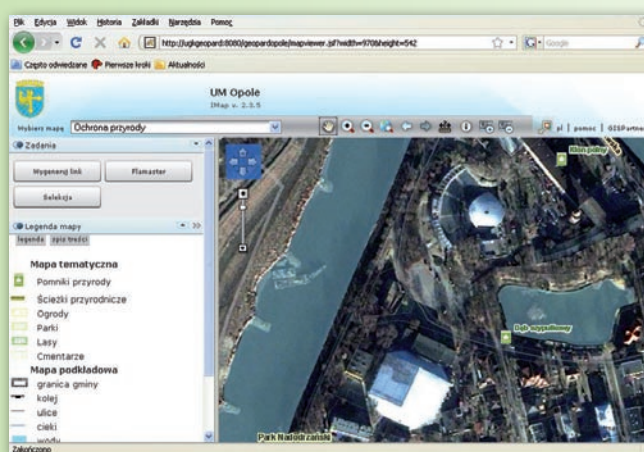 Plik Edycja Widok Historia Zakładki Narzędzia Pomoc
http://ugkgeopard:8080/geopardopole/mapviewer.jsf?width=970&height=542
Google
Często odwiedzane Pierwsze kroki Aktualności
UM Opole
IMap v. 2.3.5
Wybierz mapę Ochrona przyrody
pl | pomoc | GISPartner
Zadania
Wygeneruj link Flamaster
Selekcja
Legenda mapy
legenda spis treści
Mapa tematyczna
Pomniki przyrody
Ścieżki przyrodnicze
Ogrody
Parki
Lasy
Cmentarze
Mapa podkładowa
granica gminy
kolej
ulice
cieki
wody
Klon polny
Dąb szypułkowy
Park Nadodrzański
Zakończono